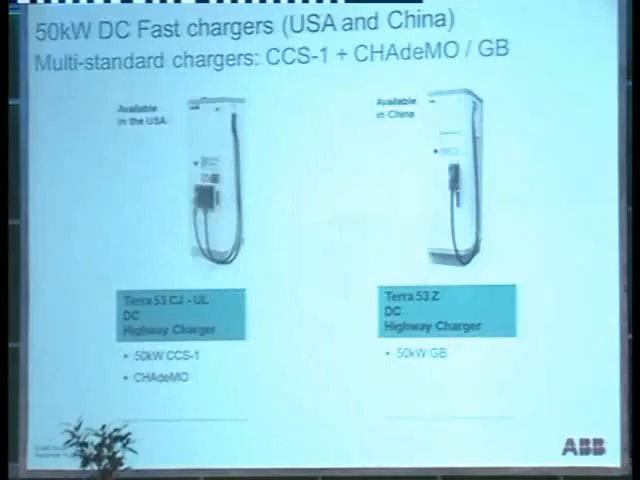 50kW DC Fast chargers (USA and China)
Multi-standard chargers: CCS-1 + CHAdeMO / GB
Available
in the USA
Available
in China
Terra 53 CJ - UL
DC
Highway Charger
• 50kW CCS-1
• CHAdeMO
Terra 53 Z
DC
Highway Charger
• 50kW GB
ABB